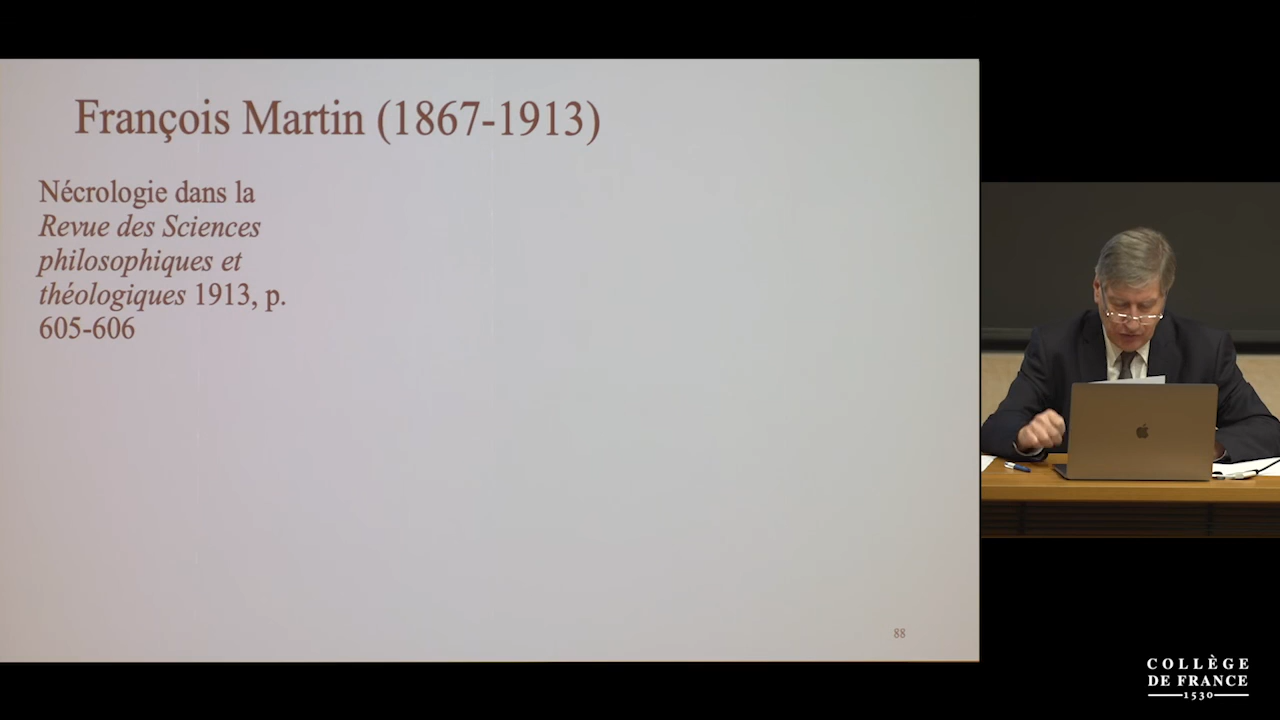 François Martin (1867-1913)
Nécrologie dans la
Revue des Sciences
philosophiques et
théologiques 1913, p.
605-606
88
COLLÈGE
DE FRANCE
1530